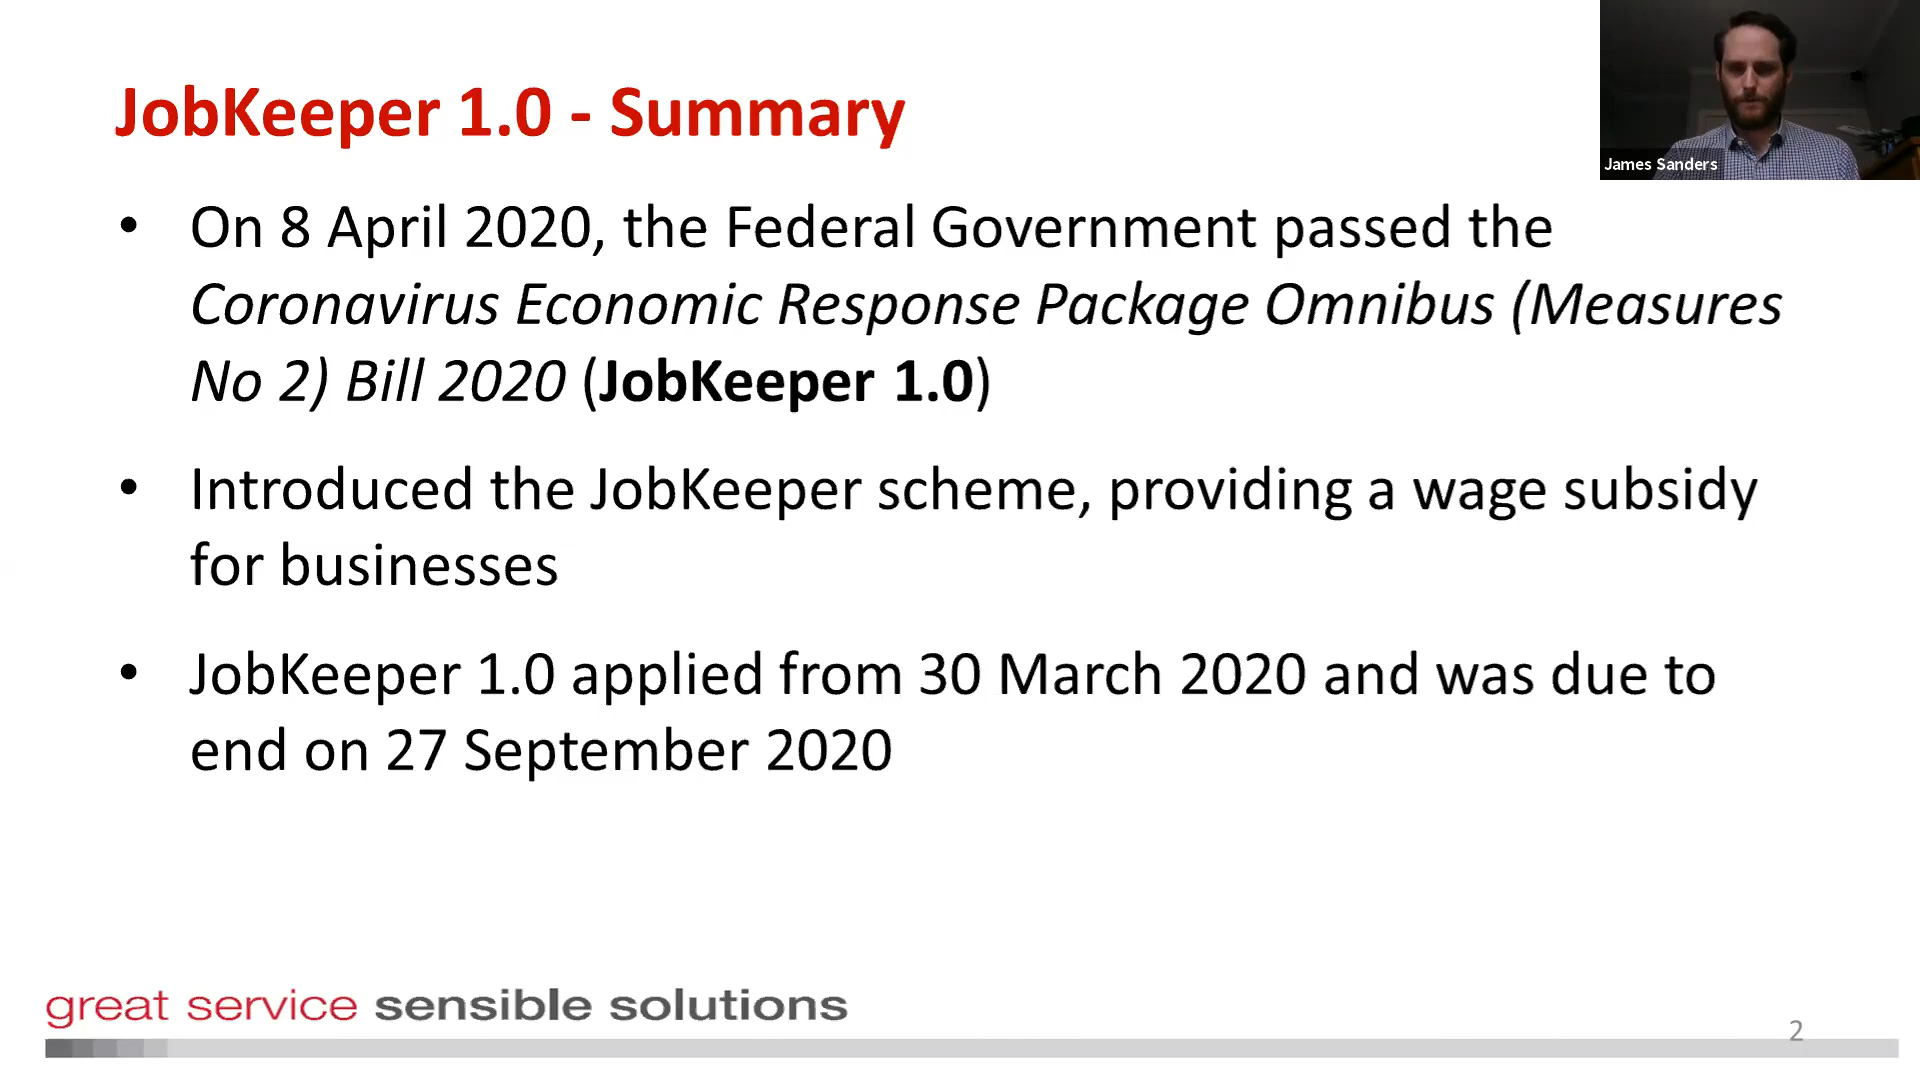 JobKeeper 1.0 - Summary
James Sanders
• On 8 April 2020, the Federal Government passed the
Coronavirus Economic Response Package Omnibus (Measures
No 2) Bill 2020 (JobKeeper 1.0)
• Introduced the JobKeeper scheme, providing a wage subsidy
for businesses
• JobKeeper 1.0 applied from 30 March 2020 and was due to
end on 27 September 2020
great service sensible solutions
2